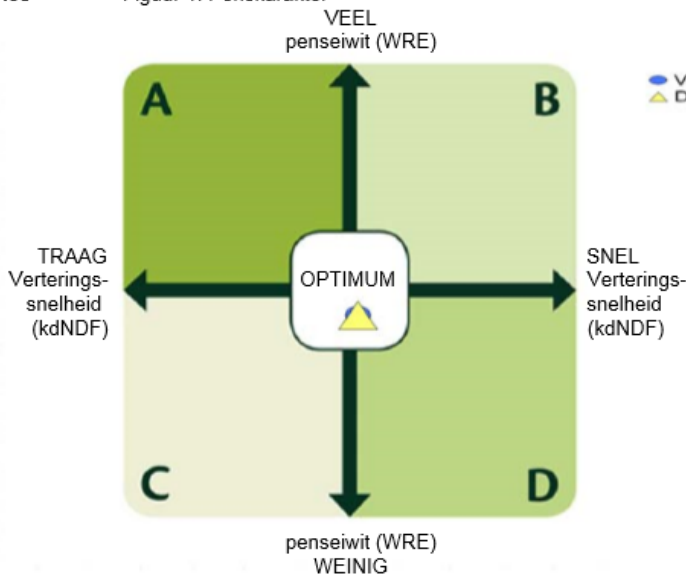 VEEL
penseiwit (WRE)
A
B
TRAAG
Verterings-
snelheid
(kdNDF)
OPTIMUM
SNEL
Verterings-
snelheid
(kdNDF)
C
D
penseiwit (WRE)
WEINIG